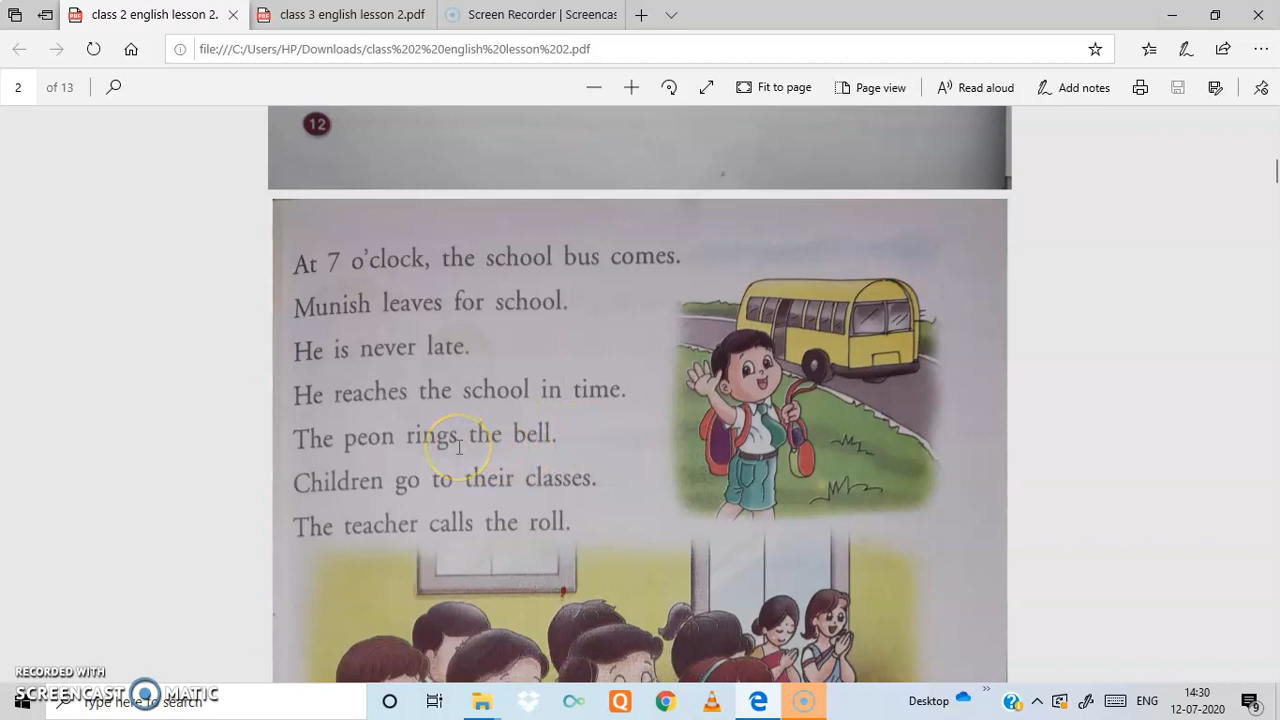 class 2 english lesson 2.
class 3 english lesson 2.pdf
Screen Recorder | Screencas
file:///C:/Users/HP/Downloads/class%202%20english%20lesson%202.pdf
2 of 13
Fit to page
Page view
Read aloud
Add notes
12
At 7 o'clock, the school bus comes.
Munish leaves for school.
He is never late.
He reaches the school in time.
The peon rings the bell.
Children go to their classes.
The teacher calls the roll.
RECORDED WITH
SCREENCAST MATIC
Type here to search
Desktop
ENG
14:30
12-07-2020
9